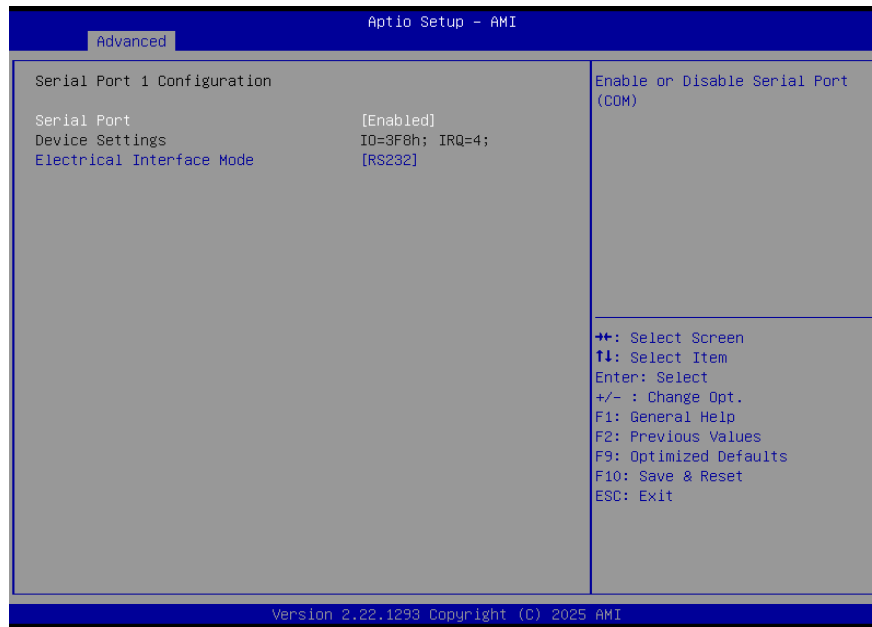 Aptio Setup – AMI
Advanced
Serial Port 1 Configuration
Serial Port [Enabled]
Device Settings IO=3F8h; IRQ=4;
Electrical Interface Mode [RS232]
Enable or Disable Serial Port
(COM)
→←: Select Screen
↑↓: Select Item
Enter: Select
+/- : Change Opt.
F1: General Help
F2: Previous Values
F9: Optimized Defaults
F10: Save & Reset
ESC: Exit
Version 2.22.1293 Copyright (C) 2025 AMI